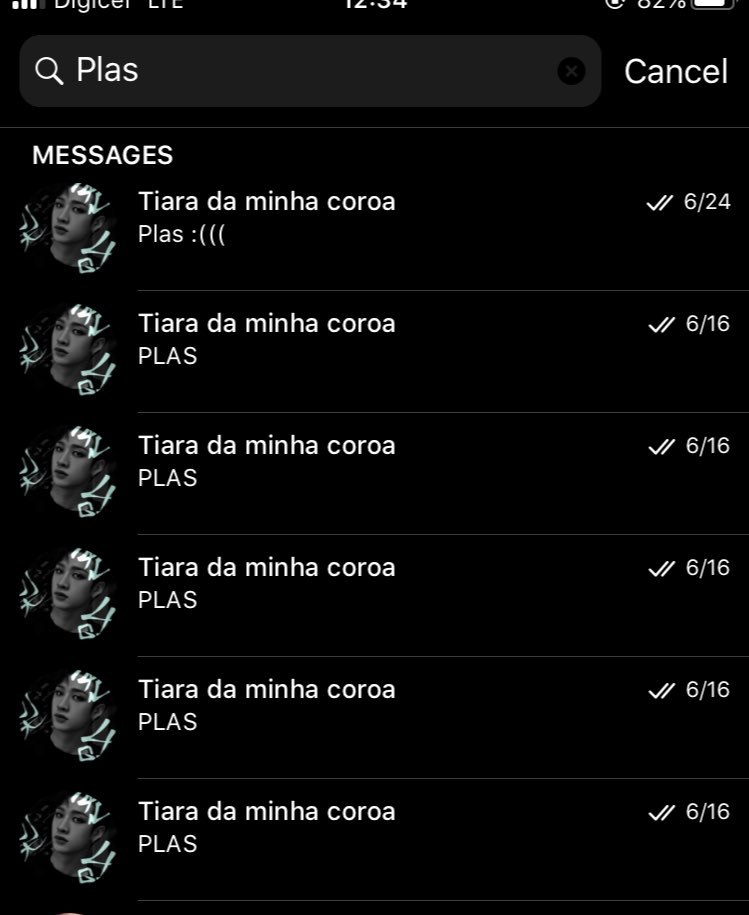 Digicel LTE 12:34 82%
Plas
Cancel
MESSAGES
Tiara da minha coroa 6/24
Plas :(((
Tiara da minha coroa 6/16
PLAS
Tiara da minha coroa 6/16
PLAS
Tiara da minha coroa 6/16
PLAS
Tiara da minha coroa 6/16
PLAS
Tiara da minha coroa 6/16
PLAS